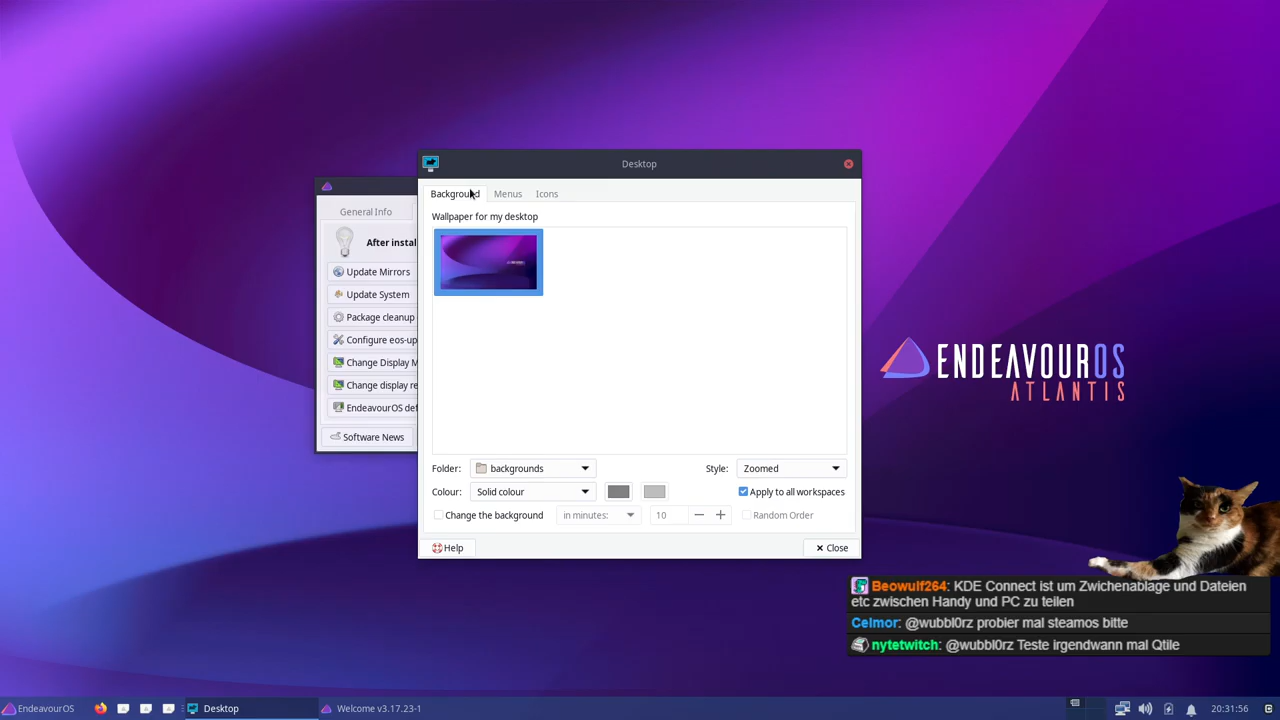 Desktop
Background
Menus
Icons
Wallpaper for my desktop
General Info
After instal
Update Mirrors
Update System
Package cleanup
Configure eos-up
Change Display M
Change display re
EndeavourOS def
Software News
Folder:
backgrounds
Style:
Zoomed
Colour:
Solid colour
Apply to all workspaces
Change the background
in minutes:
10
Random Order
Help
Close
ENDEAVOUROS
ATLANTIS
Beowulf264: KDE Connect ist um Zwichenablage und Dateien
etc zwischen Handy und PC zu teilen
Celmor: @wubbl0rz probier mal steamos bitte
nytetwitch: @wubbl0rz Teste irgendwann mal Qtile
EndeavourOS
Desktop
Welcome v3.17.23-1
20:31:56